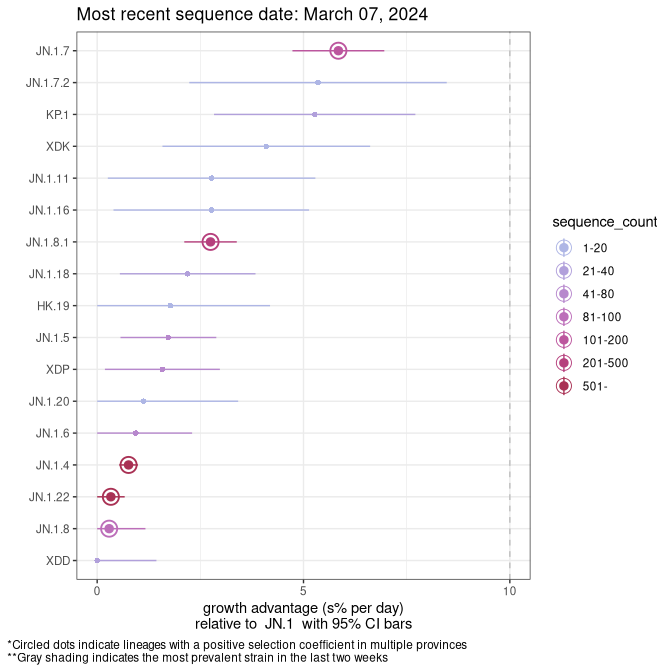 Most recent sequence date: March 07, 2024
JN.1.7
JN.1.7.2
KP.1
XDK
JN.1.11
JN.1.16
JN.1.8.1
JN.1.18
HK.19
JN.1.5
XDP
JN.1.20
JN.1.6
JN.1.4
JN.1.22
JN.1.8
XDD
0 5 10
growth advantage (s% per day)
relative to JN.1 with 95% CI bars
sequence_count
1-20
21-40
41-80
81-100
101-200
201-500
501-
*Circled dots indicate lineages with a positive selection coefficient in multiple provinces
**Gray shading indicates the most prevalent strain in the last two weeks